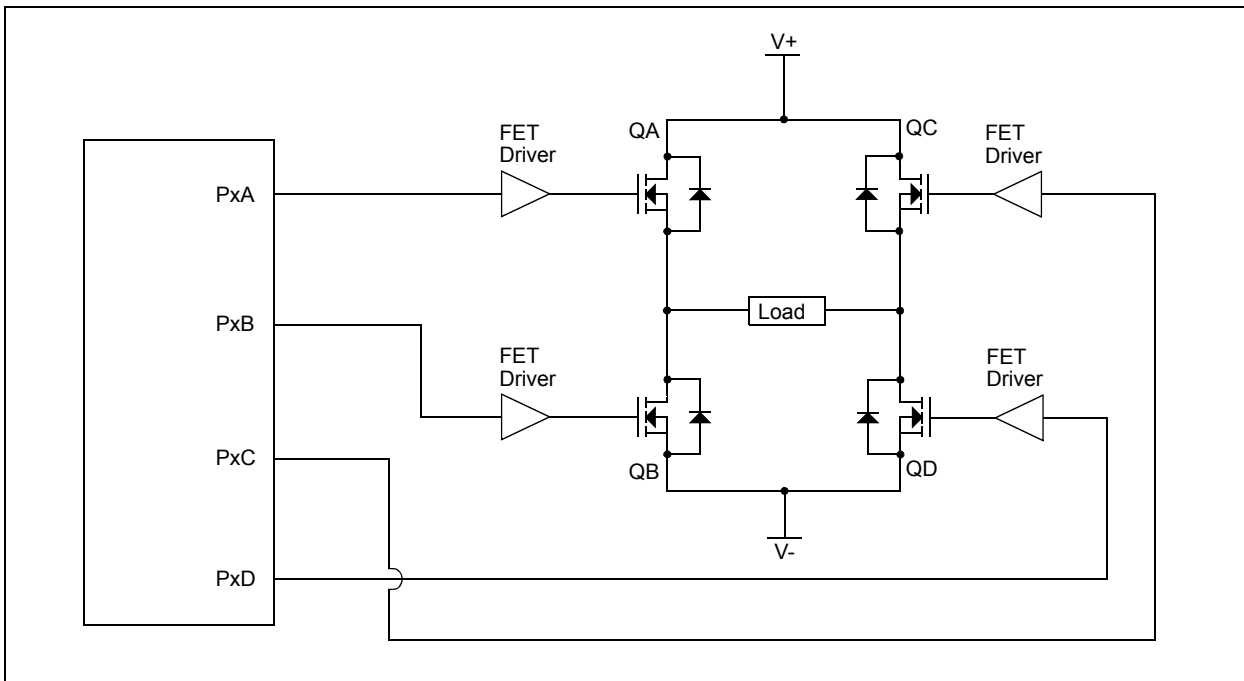 V+
QA
QC
FET
Driver
FET
Driver
PxA
Load
PxB
FET
Driver
FET
Driver
PxC
QB
QD
V-
PxD